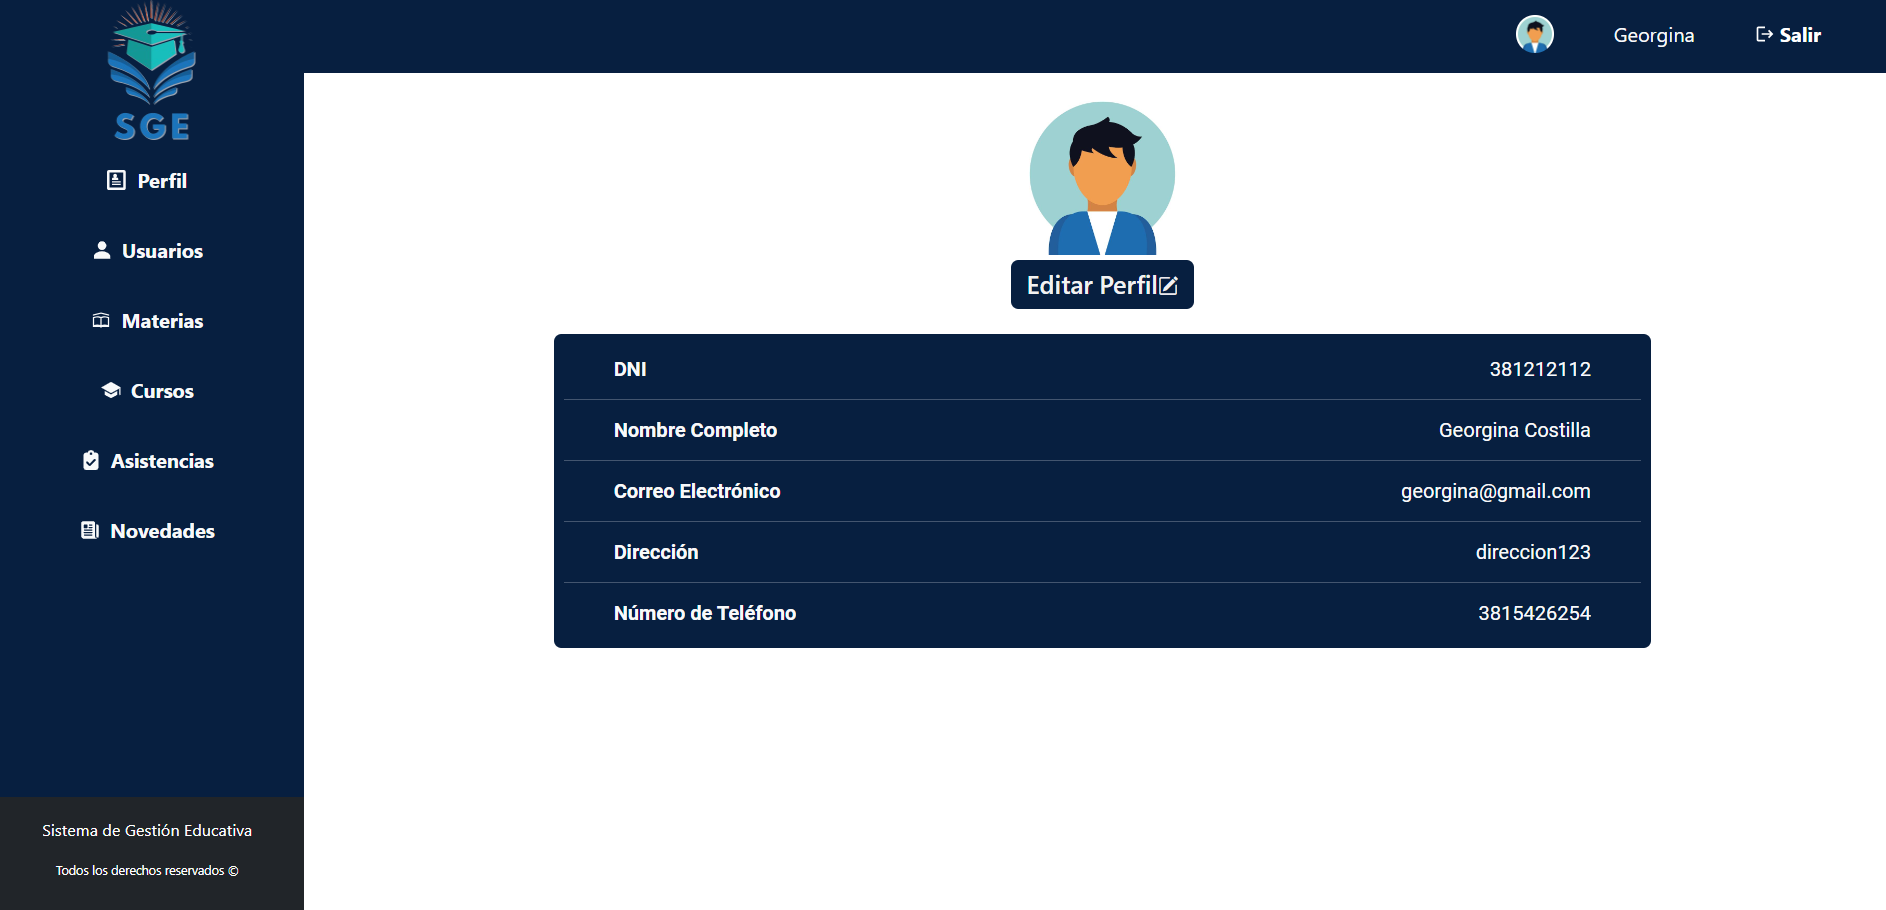 SGE
Georgina
Salir
Perfil
Usuarios
Materias
Cursos
Asistencias
Novedades
Editar Perfil
DNI 381212112
Nombre Completo Georgina Costilla
Correo Electrónico georgina@gmail.com
Dirección direccion123
Número de Teléfono 3815426254
Sistema de Gestión Educativa
Todos los derechos reservados ©